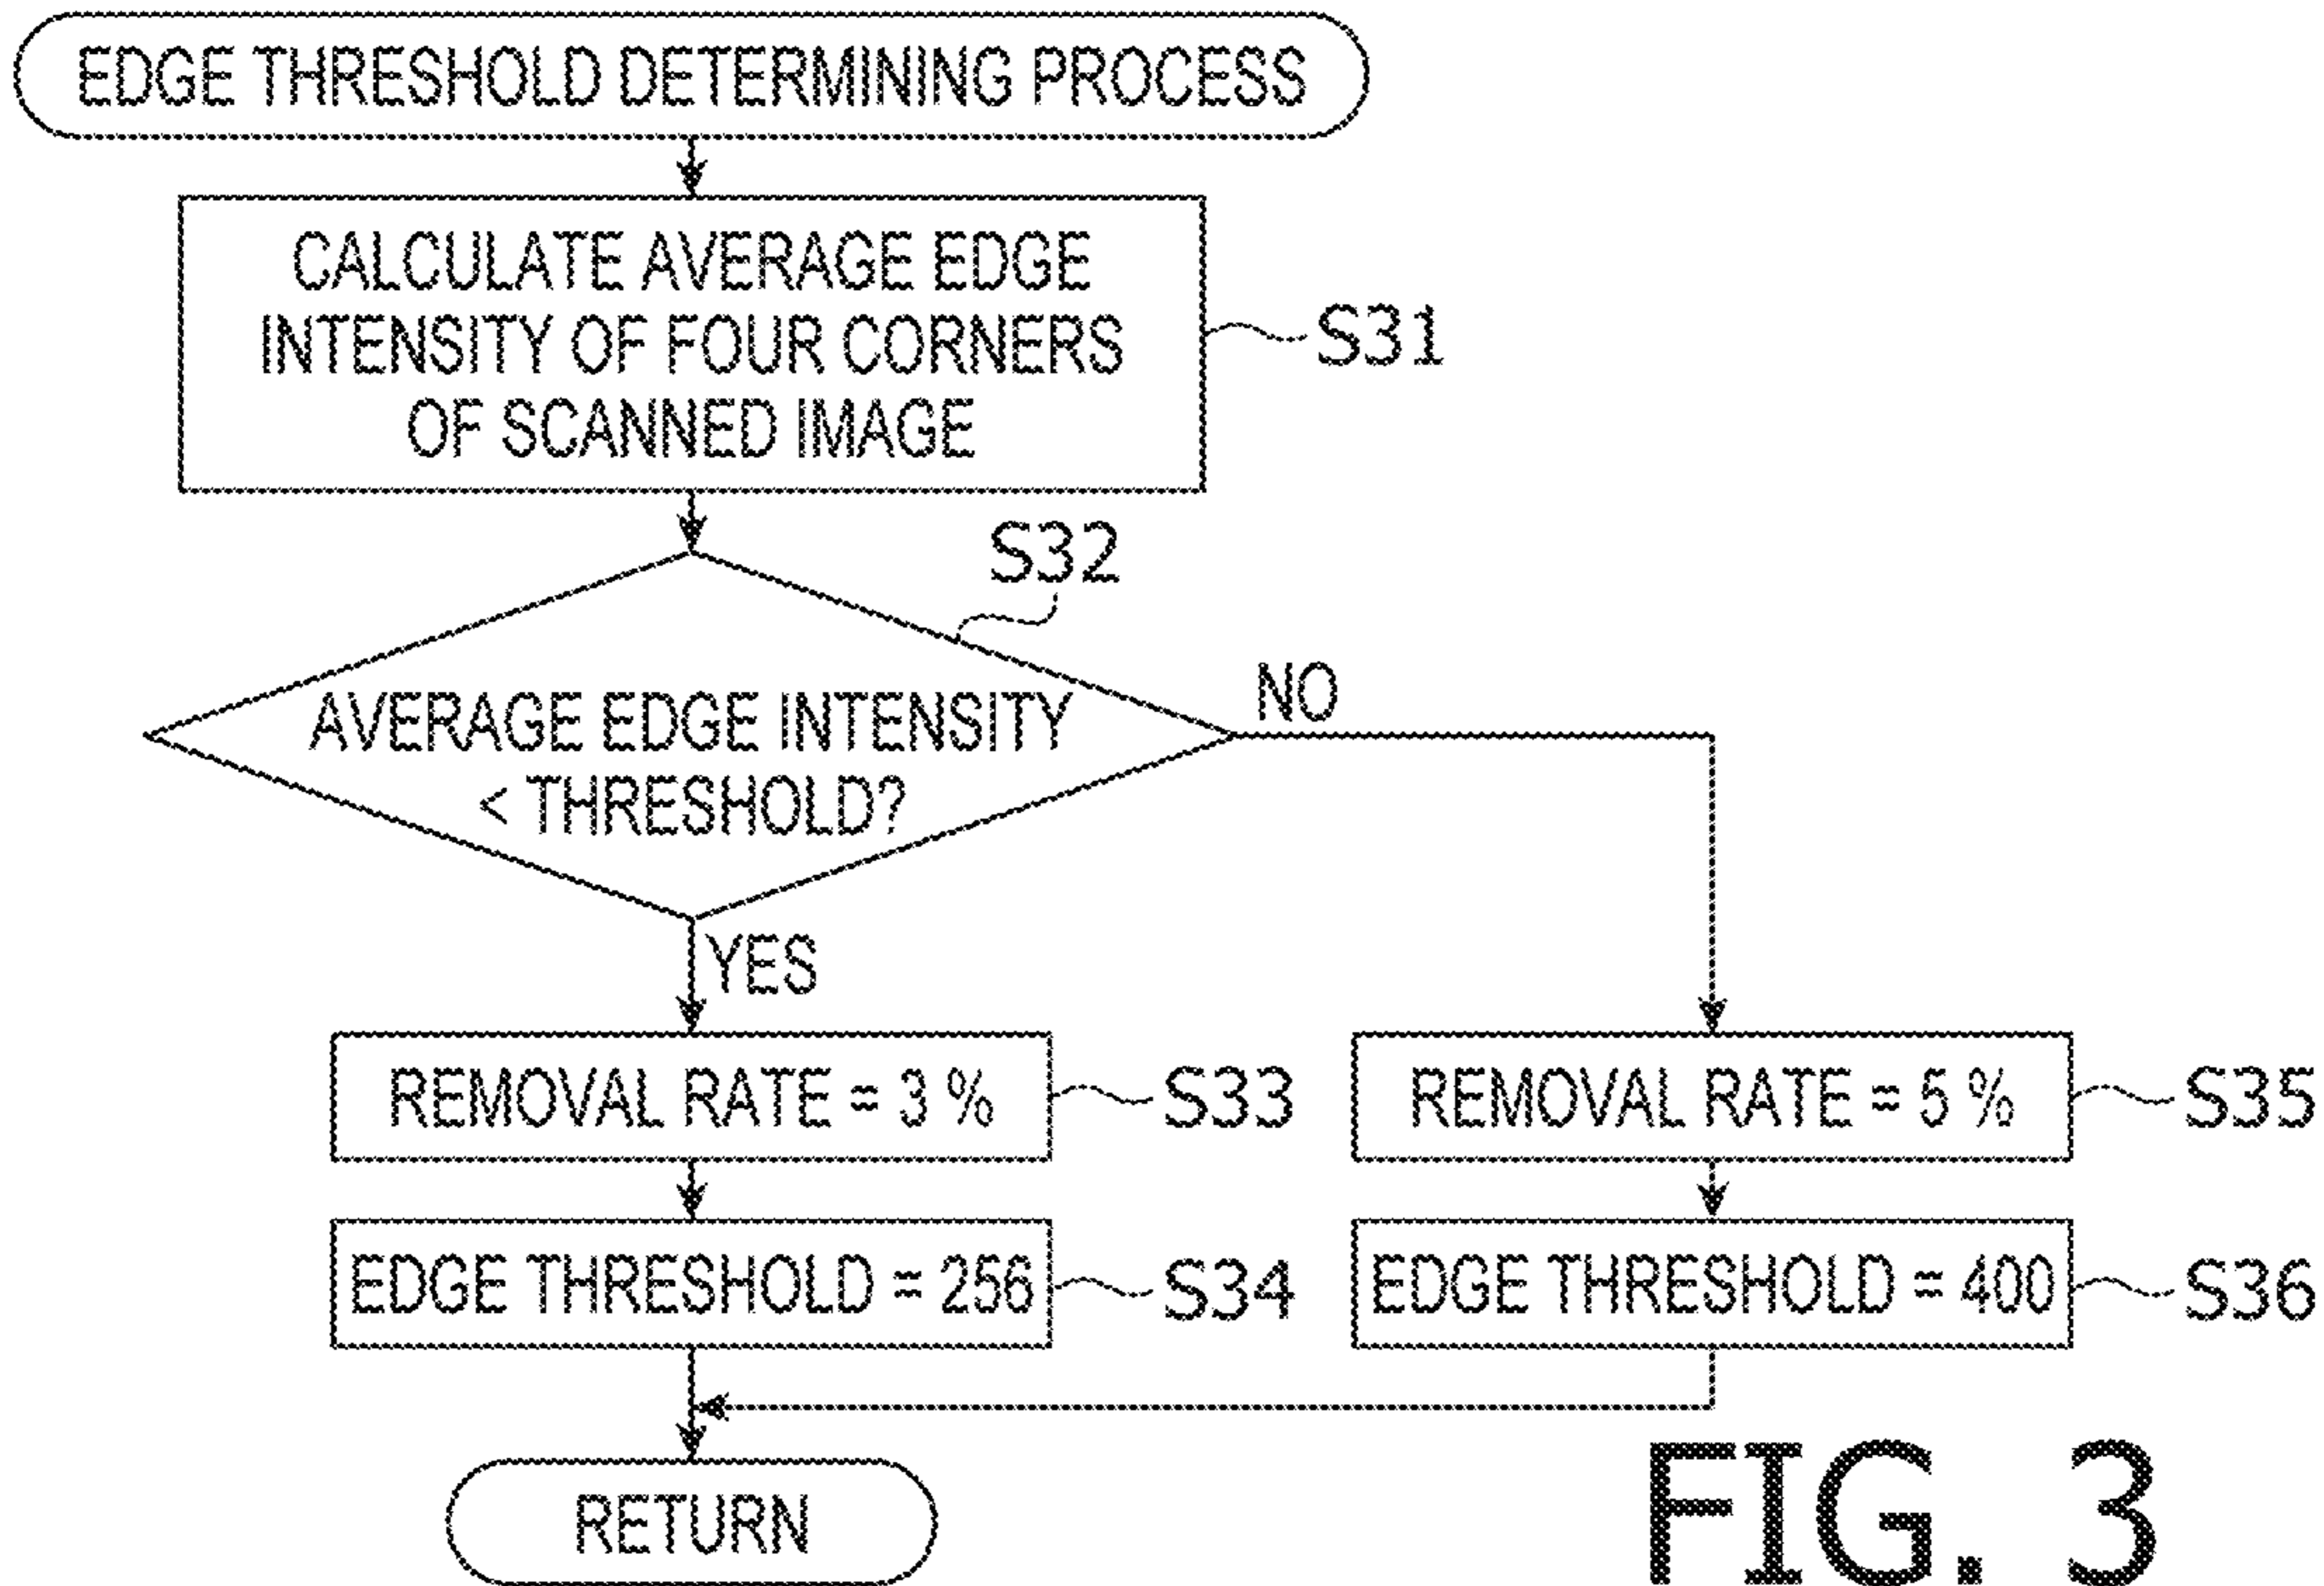 EDGE THRESHOLD DETERMINING PROCESS
CALCULATE AVERAGE EDGE
INTENSITY OF FOUR CORNERS
OF SCANNED IMAGE
S31
S32
AVERAGE EDGE INTENSITY
< THRESHOLD?
NO
YES
REMOVAL RATE = 3 %
S33
REMOVAL RATE = 5 %
S35
EDGE THRESHOLD = 256
S34
EDGE THRESHOLD = 400
S36
RETURN
FIG. 3